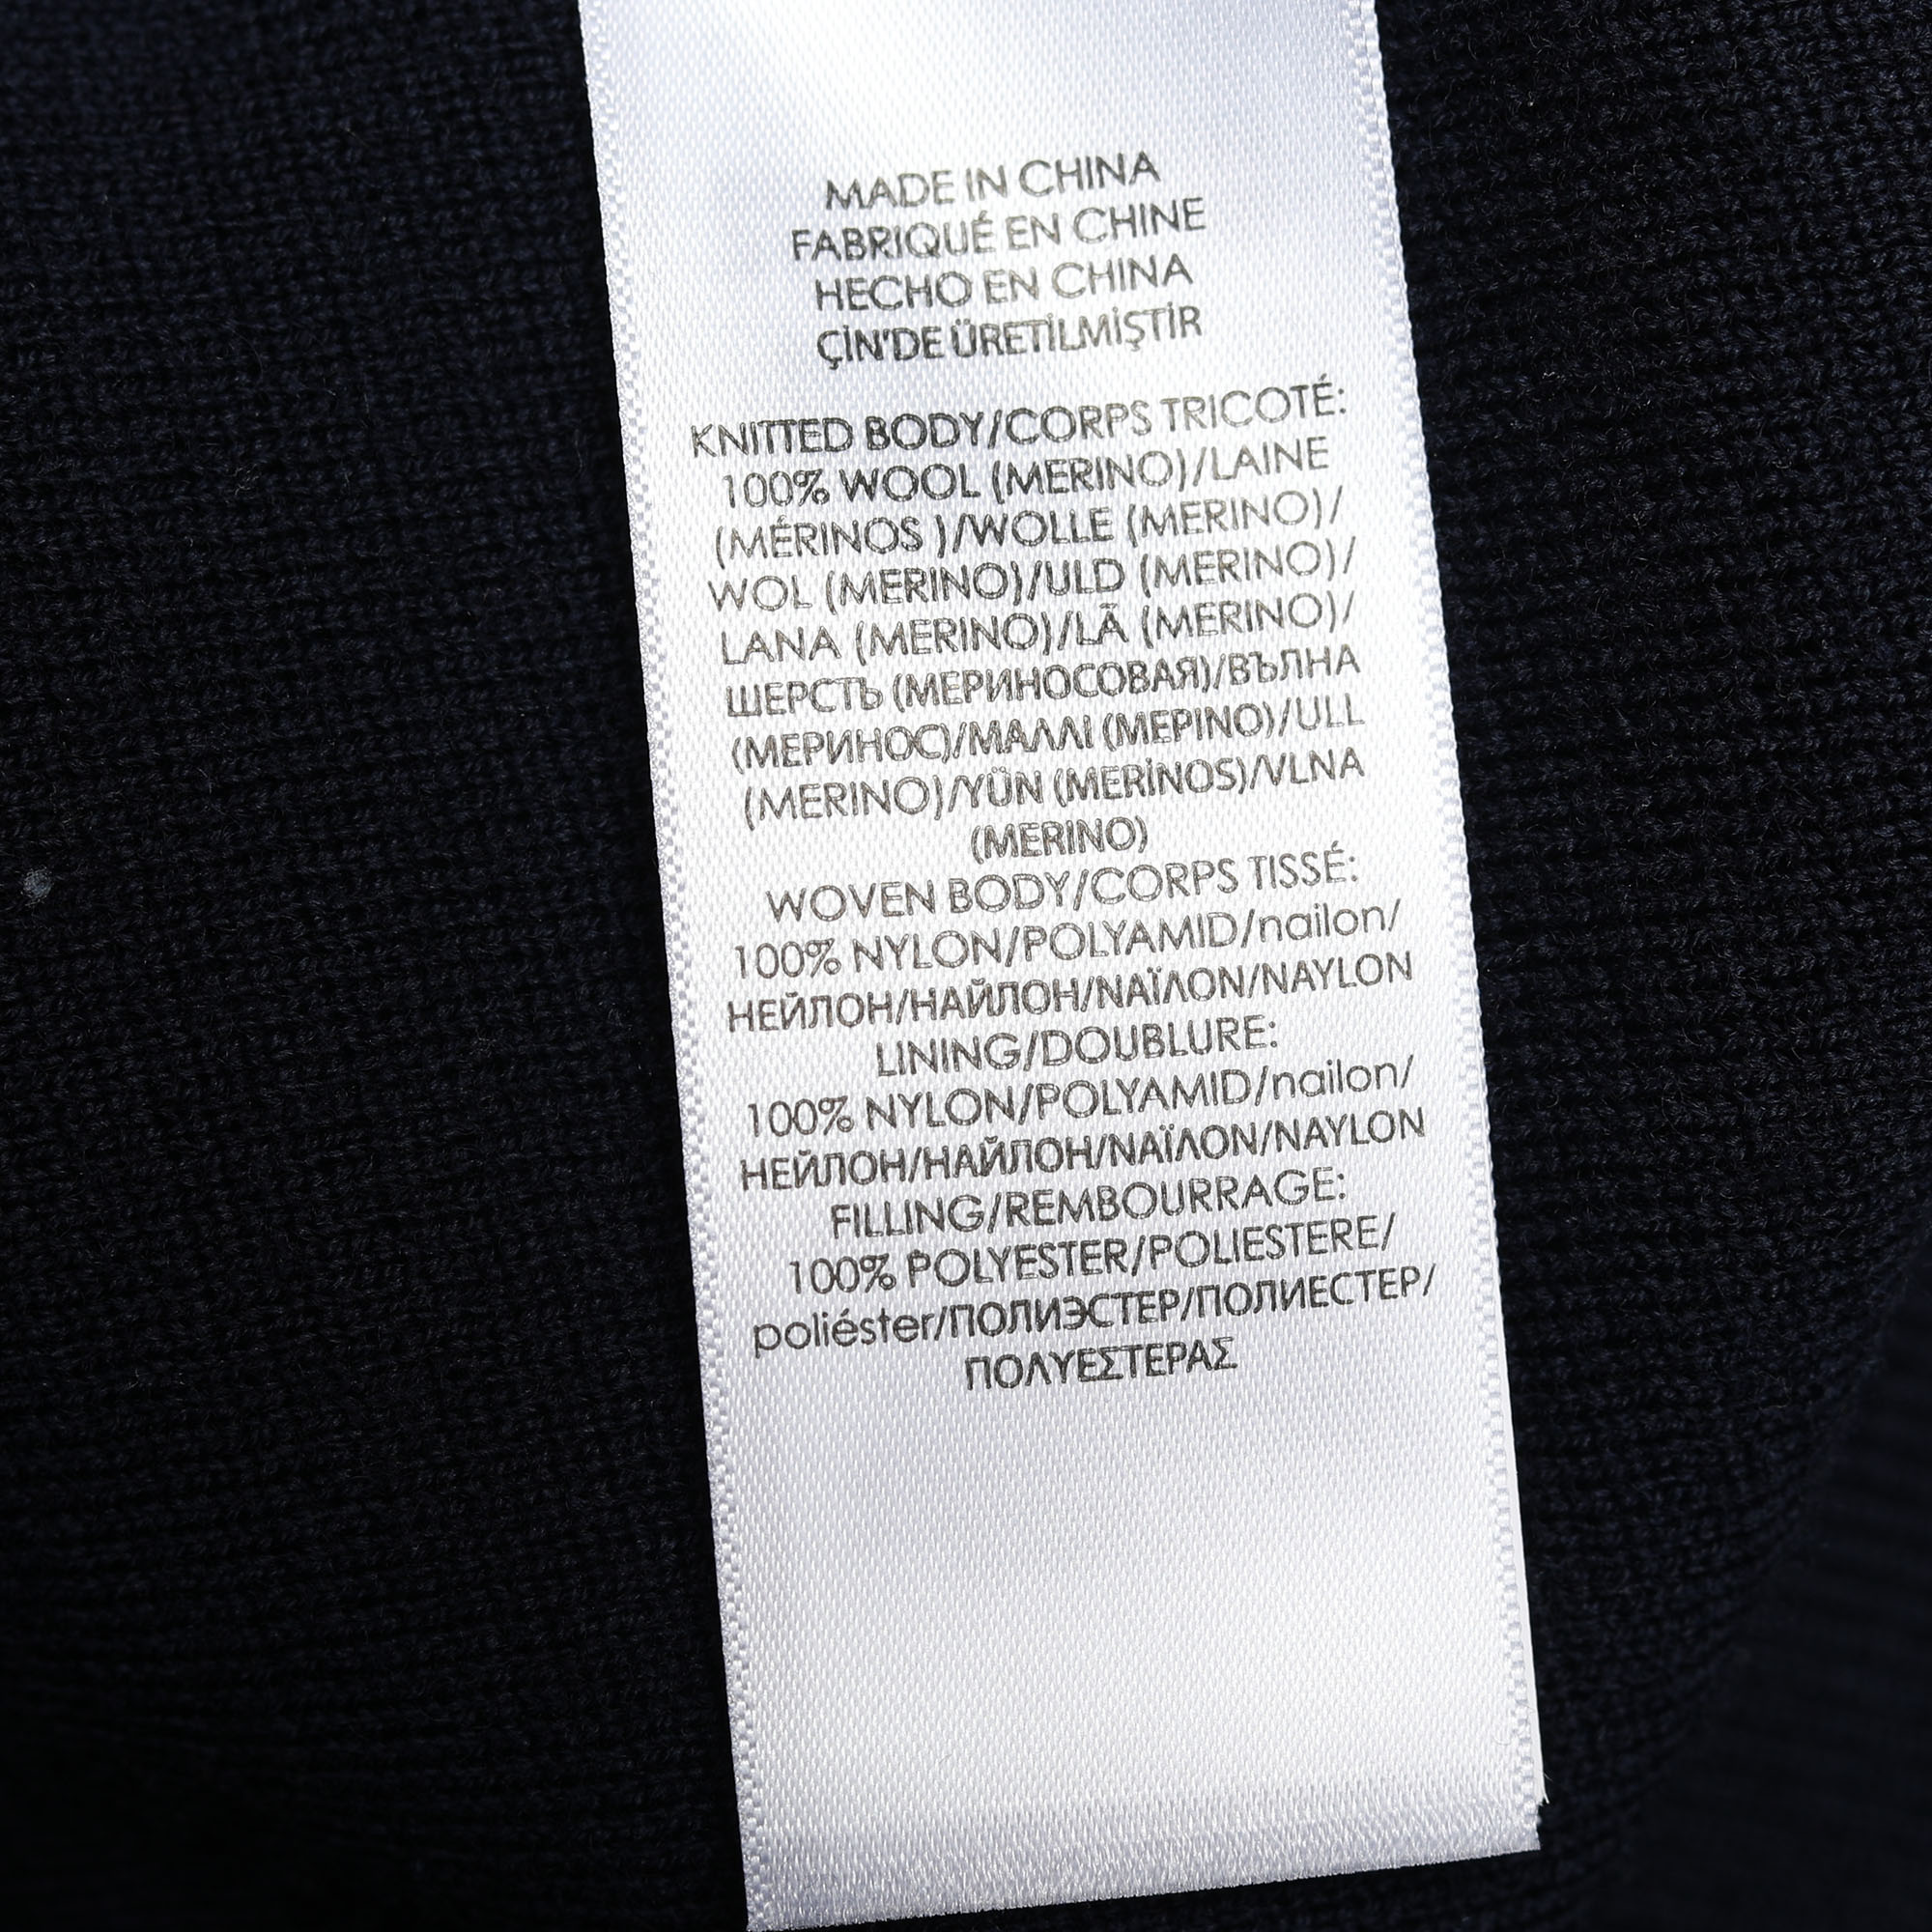 MADE IN CHINA
FABRIQUÉ EN CHINE
HECHO EN CHINA
ÇİN'DE ÜRETİLMİŞTİR
KNITTED BODY/CORPS TRICOTÉ:
100% WOOL (MERINO)/LAINE
(MÉRINOS )/WOLLE (MERINO)/
WOL (MERINO)/ULD (MERINO)/
LANA (MERINO)/LÃ (MERINO)/
ШЕРСТЬ (МЕРИНОСОВАЯ)/ВЪЛНА
(МЕРИНОС)/ΜΑΛΛΙ (ΜΕΡΙΝΟ)/ULL
(MERINO)/YÜN (MERİNOS)/VLNA
(MERINO)
WOVEN BODY/CORPS TISSÉ:
100% NYLON/POLYAMID/nailon/
НЕЙЛОН/НАЙЛОН/ΝΑΪΛΟΝ/NAYLON
LINING/DOUBLURE:
100% NYLON/POLYAMID/nailon/
НЕЙЛОН/НАЙЛОН/ΝΑΪΛΟΝ/NAYLON
FILLING/REMBOURRAGE:
100% POLYESTER/POLIESTERE/
poliéster/ПОЛИЭСТЕР/ПОЛИЕСТЕР/
ΠΟΛΥΕΣΤΕΡΑΣ